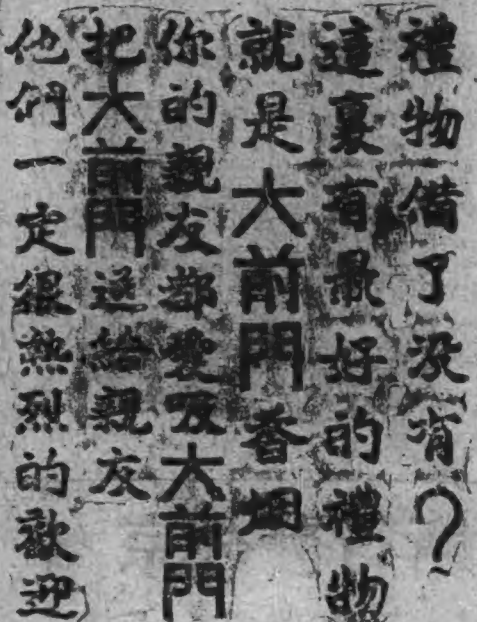 禮物備了沒有？
這裏有最好的禮物
就是大前門香烟
你的親友都愛吸大前門
把大前門送給親友
他們一定很熱烈的歡迎